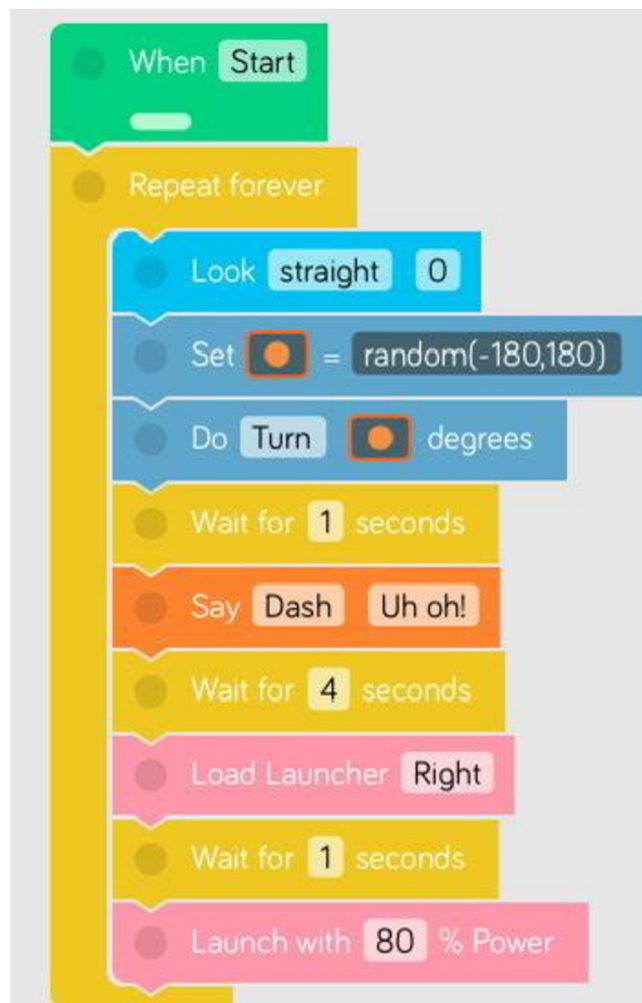 When Start
Repeat forever
Look straight 0
Set = random(-180,180)
Do Turn degrees
Wait for 1 seconds
Say Dash Uh oh!
Wait for 4 seconds
Load Launcher Right
Wait for 1 seconds
Launch with 80 % Power